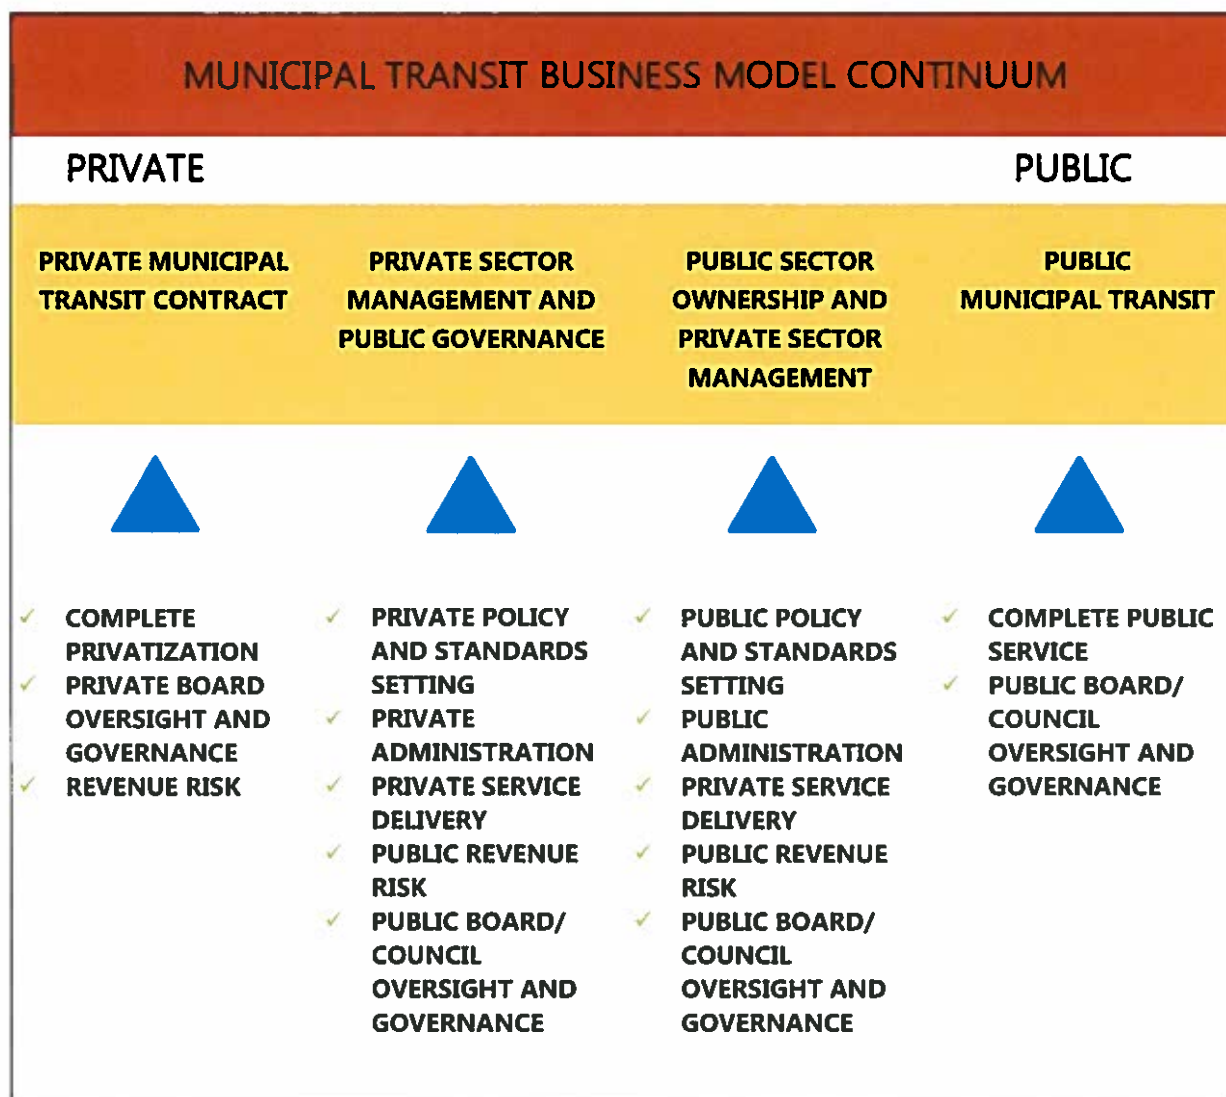 MUNICIPAL TRANSIT BUSINESS MODEL CONTINUUM
PRIVATE
PUBLIC
PRIVATE MUNICIPAL
TRANSIT CONTRACT
PRIVATE SECTOR
MANAGEMENT AND
PUBLIC GOVERNANCE
PUBLIC SECTOR
OWNERSHIP AND
PRIVATE SECTOR
MANAGEMENT
PUBLIC
MUNICIPAL TRANSIT
✓ COMPLETE
PRIVATIZATION
✓ PRIVATE BOARD
OVERSIGHT AND
GOVERNANCE
✓ REVENUE RISK
✓ PRIVATE POLICY
AND STANDARDS
SETTING
✓ PRIVATE
ADMINISTRATION
✓ PRIVATE SERVICE
DELIVERY
✓ PUBLIC REVENUE
RISK
✓ PUBLIC BOARD/
COUNCIL
OVERSIGHT AND
GOVERNANCE
✓ PUBLIC POLICY
AND STANDARDS
SETTING
✓ PUBLIC
ADMINISTRATION
✓ PRIVATE SERVICE
DELIVERY
✓ PUBLIC REVENUE
RISK
✓ PUBLIC BOARD/
COUNCIL
OVERSIGHT AND
GOVERNANCE
✓ COMPLETE PUBLIC
SERVICE
✓ PUBLIC BOARD/
COUNCIL
OVERSIGHT AND
GOVERNANCE